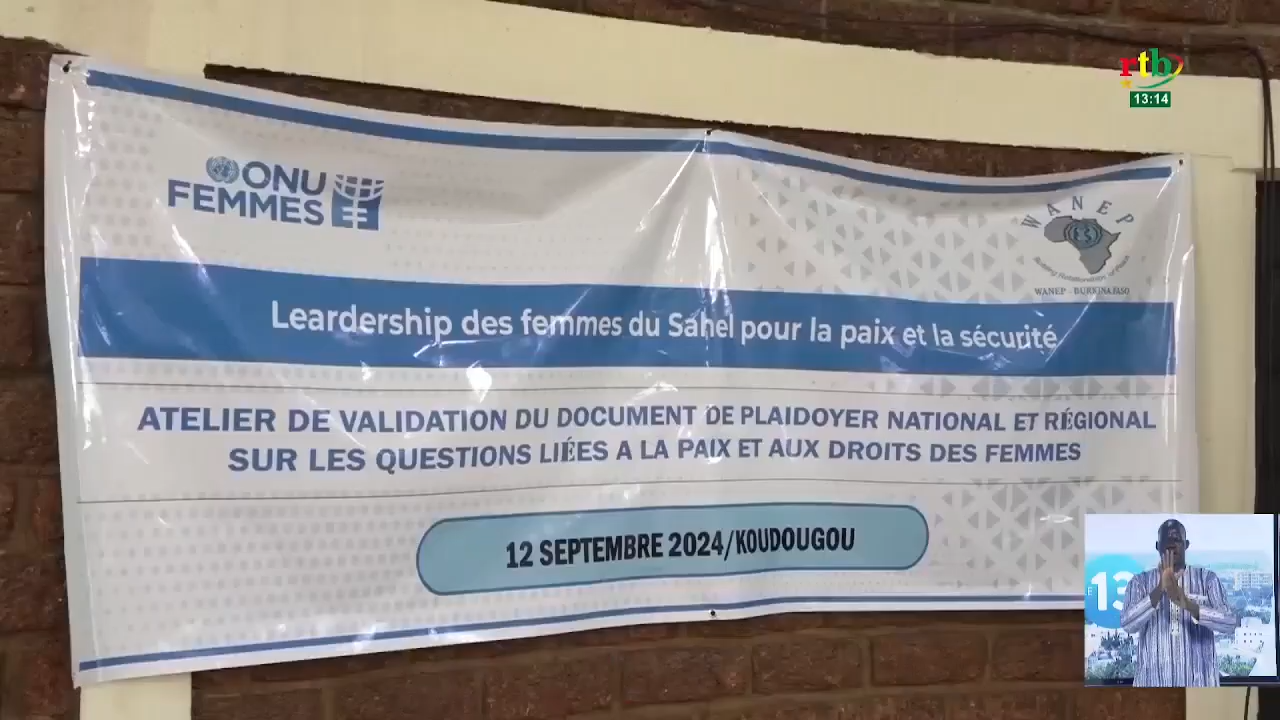 rtb
13:14
ONU
FEMMES
WANEP
WANEP - BURKINA FASO
Leardership des femmes du Sahel pour la paix et la sécurité
ATELIER DE VALIDATION DU DOCUMENT DE PLAIDOYER NATIONAL ET RÉGIONAL
SUR LES QUESTIONS LIÉES A LA PAIX ET AUX DROITS DES FEMMES
12 SEPTEMBRE 2024/KOUDOUGOU
13